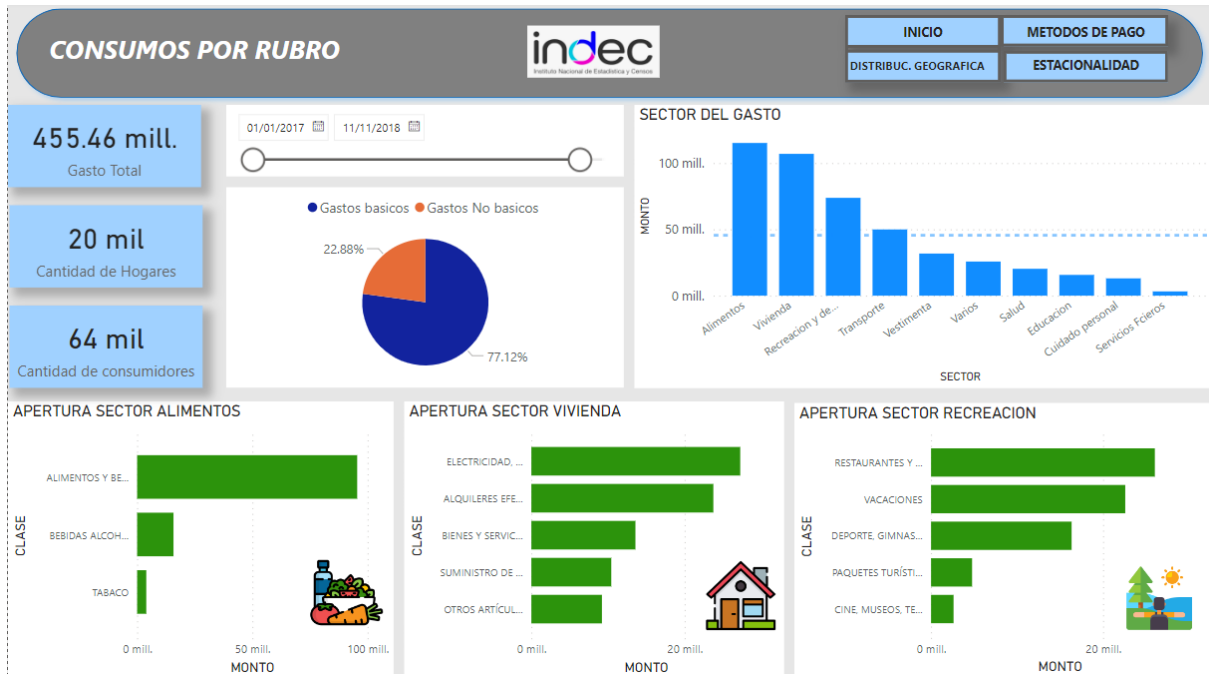 CONSUMOS POR RUBRO
indec
Instituto Nacional de Estadística y Censos
INICIO
METODOS DE PAGO
DISTRIBUC. GEOGRAFICA
ESTACIONALIDAD
455.46 mill.
Gasto Total
20 mil
Cantidad de Hogares
64 mil
Cantidad de consumidores
01/01/2017
11/11/2018
Gastos basicos
Gastos No basicos
22.88%
77.12%
SECTOR DEL GASTO
MONTO
100 mill.
50 mill.
0 mill.
Alimentos
Vivienda
Recreacion y de...
Transporte
Vestimenta
Varios
Salud
Educacion
Cuidado personal
Servicios Fcieros
SECTOR
APERTURA SECTOR ALIMENTOS
CLASE
ALIMENTOS Y BE...
BEBIDAS ALCOH...
TABACO
0 mill.
50 mill.
100 mill.
MONTO
APERTURA SECTOR VIVIENDA
CLASE
ELECTRICIDAD, ...
ALQUILERES EFE...
BIENES Y SERVIC...
SUMINISTRO DE ...
OTROS ARTÍCUL...
0 mill.
20 mill.
MONTO
APERTURA SECTOR RECREACION
CLASE
RESTAURANTES Y ...
VACACIONES
DEPORTE, GIMNAS...
PAQUETES TURÍSTI...
CINE, MUSEOS, TE...
0 mill.
20 mill.
MONTO